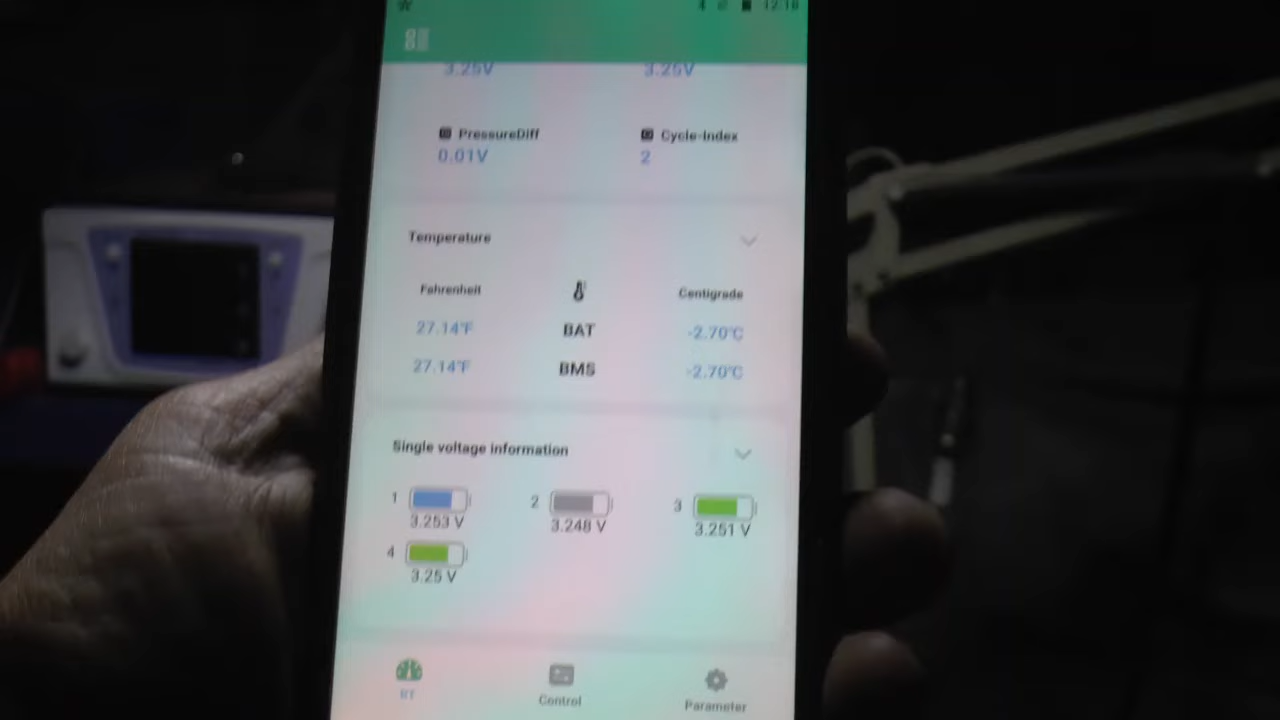 12:18
3.25V 3.25V
PressureDiff Cycle-Index
0.01V 2
Temperature
Fahrenheit Centigrade
27.14℉ BAT -2.70℃
27.14℉ BMS -2.70℃
Single voltage information
1 2 3
3.253 V 3.248 V 3.251 V
4
3.25 V
RT Control Parameter